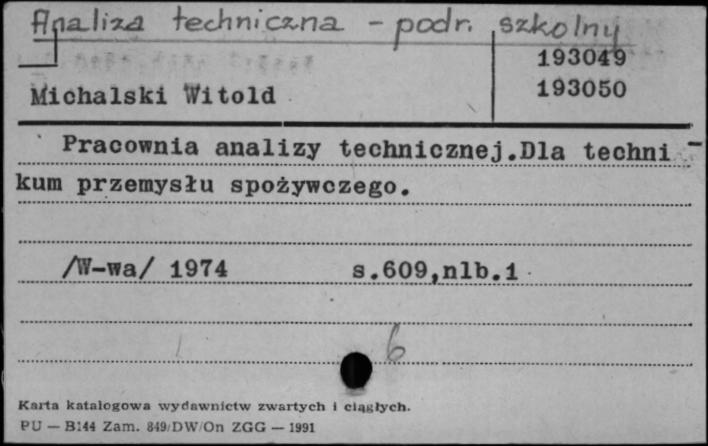 Analiza techniczna - podr. szkolny
193049
Michalski Witold
193050
Pracownia analizy technicznej.Dla techni-
kum przemysłu spożywczego.
/W-wa/ 1974 s.609,nlb.1
6
Karta katalogowa wydawnictw zwartych i ciągłych.
PU — B144 Zam. 849/DW/On ZGG — 1991